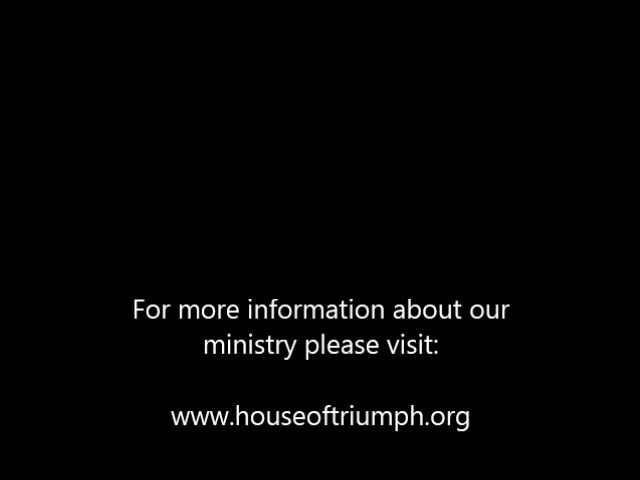 For more information about our
ministry please visit:
www.houseoftriumph.org